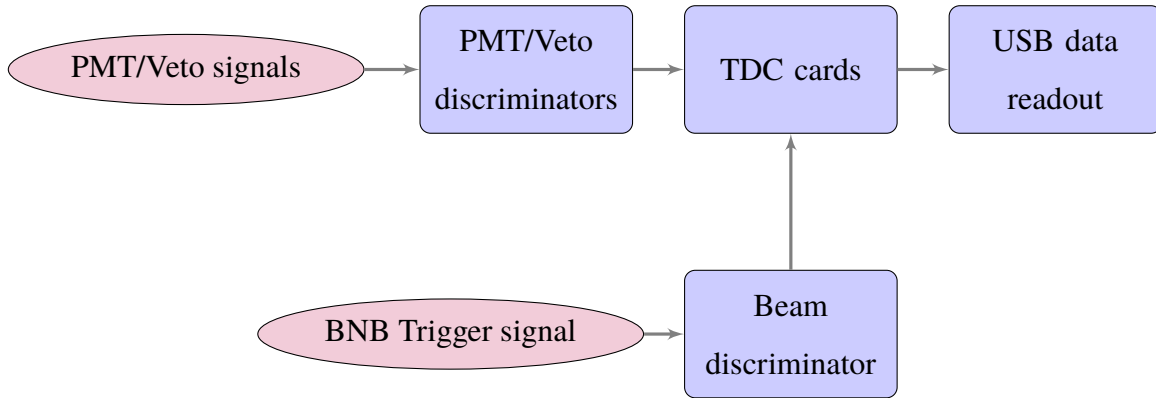 PMT/Veto signals
PMT/Veto
discriminators
TDC cards
USB data
readout
BNB Trigger signal
Beam
discriminator